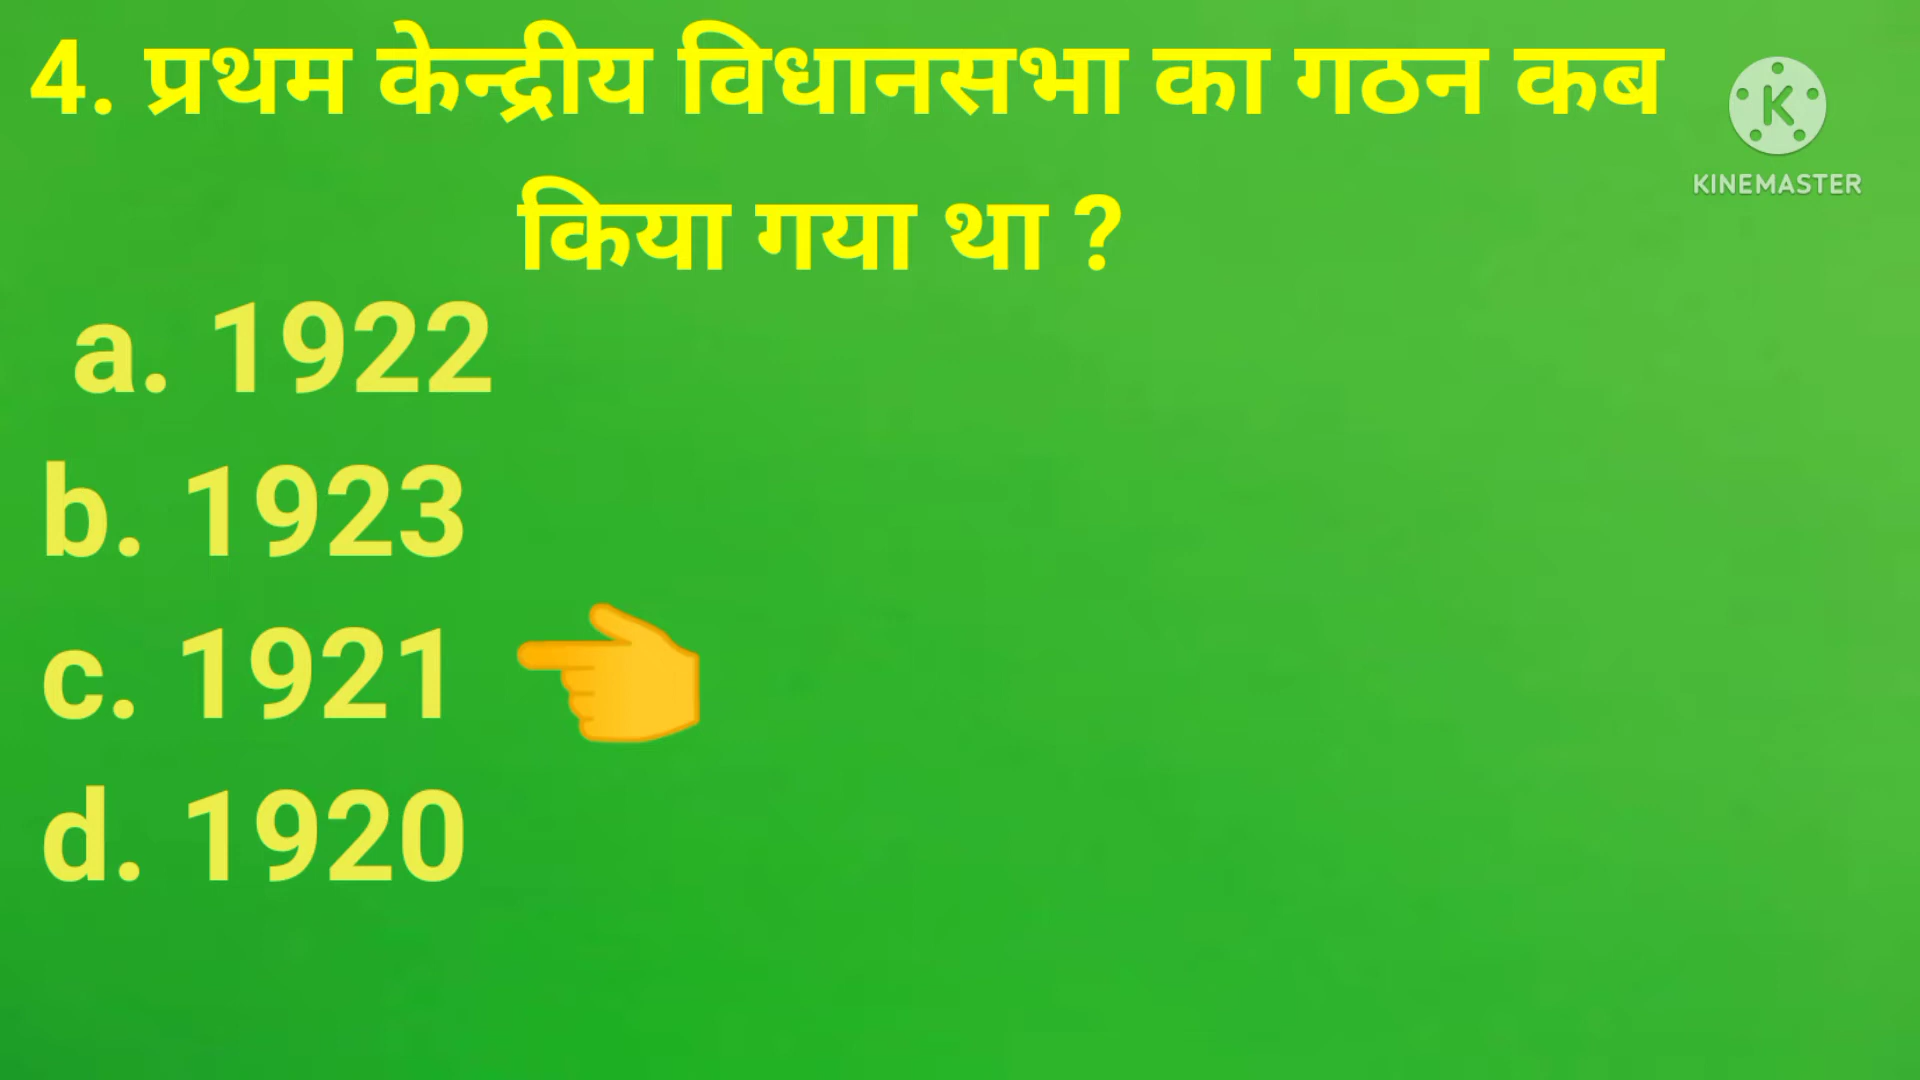 4. प्रथम केन्द्रीय विधानसभा का गठन कब
किया गया था ?
a. 1922
b. 1923
c. 1921
d. 1920
K
KINEMASTER